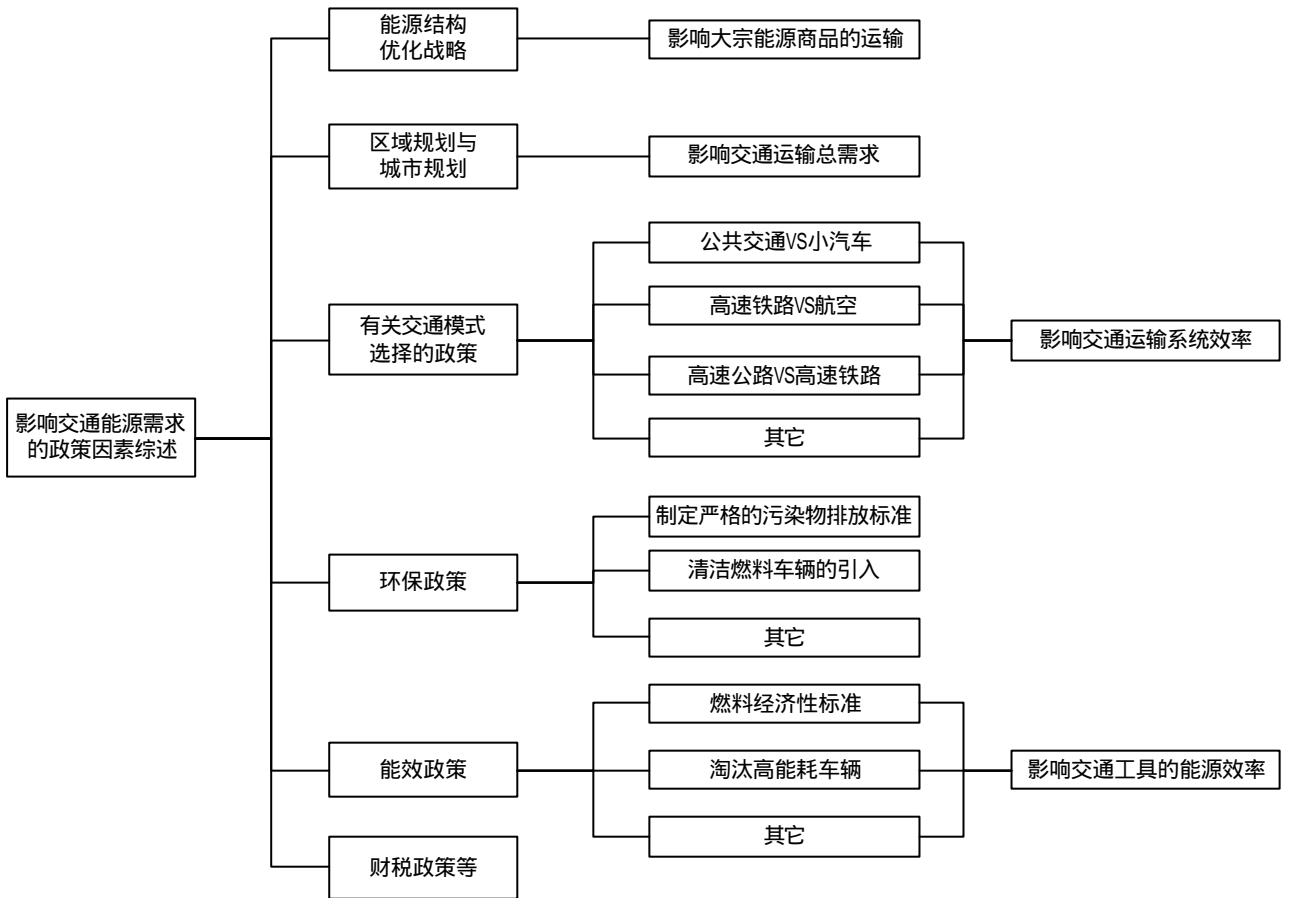 能源结构
优化战略
影响大宗能源商品的运输
区域规划与
城市规划
影响交通运输总需求
公共交通VS小汽车
高速铁路VS航空
有关交通模式
选择的政策
影响交通运输系统效率
高速公路VS高速铁路
其它
影响交通能源需求
的政策因素综述
制定严格的污染物排放标准
清洁燃料车辆的引入
环保政策
其它
燃料经济性标准
能效政策
淘汰高能耗车辆
影响交通工具的能源效率
其它
财税政策等